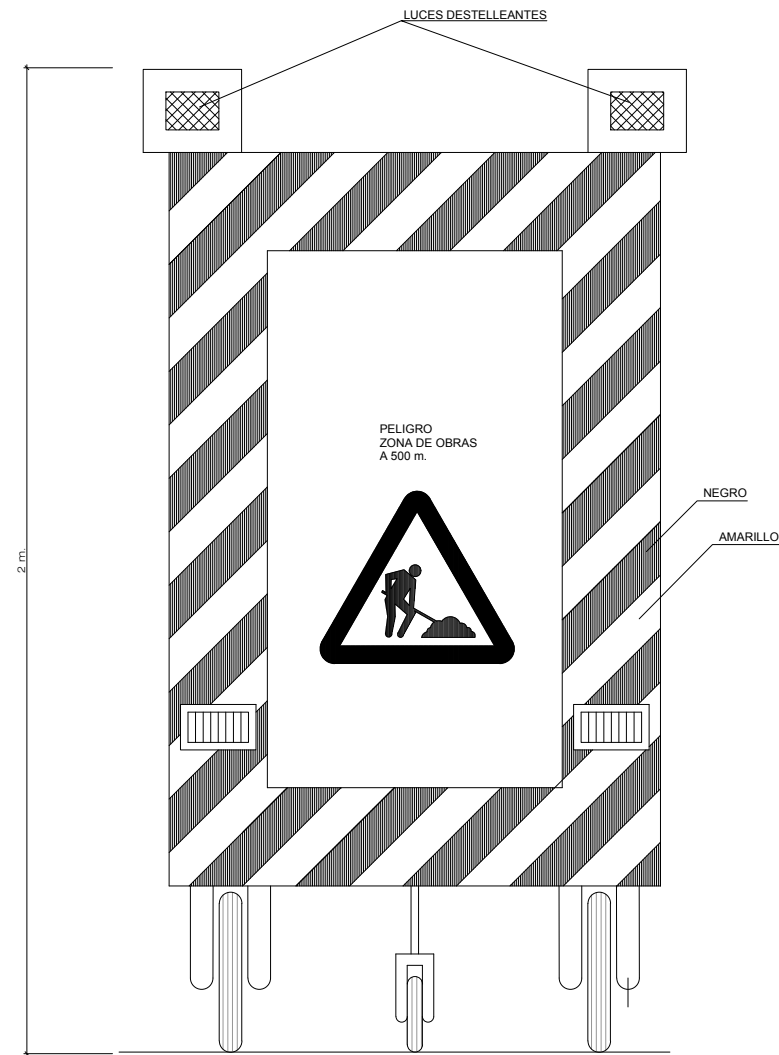 LUCES DESTELLEANTES
2 m.
PELIGRO
ZONA DE OBRAS
A 500 m.
NEGRO
AMARILLO